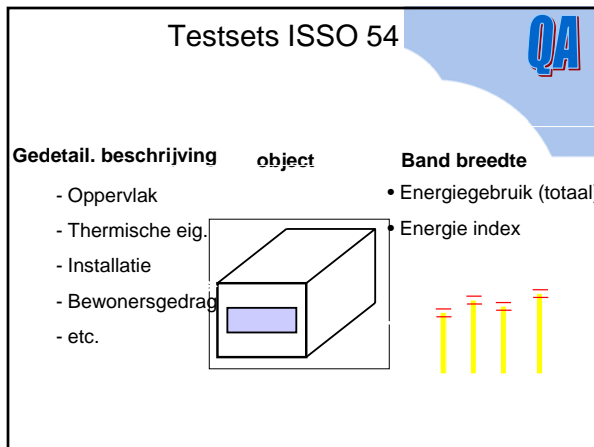 Testsets ISSO 54
QA
Gedetail. beschrijving
- Oppervlak
- Thermische eig.
- Installatie
- Bewonersgedrag
- etc.
object
Band breedte
• Energiegebruik (totaal)
• Energie index